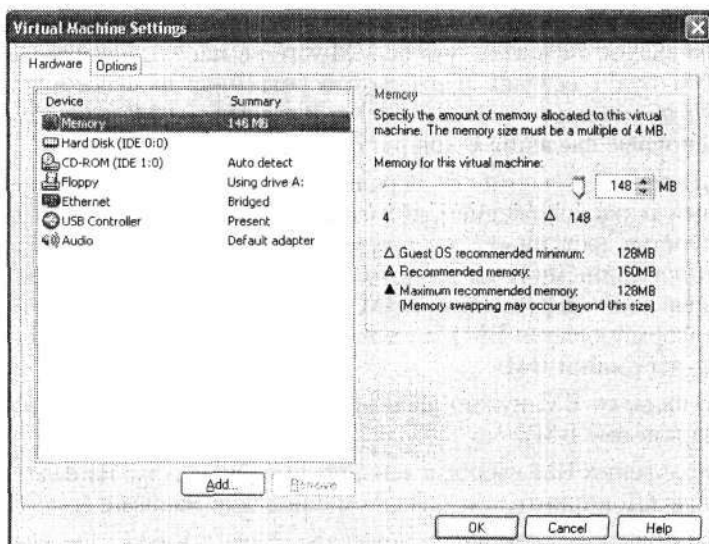 Virtual Machine Settings
Hardware Options
Device Summary
Memory 148 MB
Hard Disk (IDE 0:0)
CD-ROM (IDE 1:0) Auto detect
Floppy Using drive A:
Ethernet Bridged
USB Controller Present
Audio Default adapter
Add... Remove
Memory
Specify the amount of memory allocated to this virtual
machine. The memory size must be a multiple of 4 MB.
Memory for this virtual machine:
148 MB
4 148
Guest OS recommended minimum: 128MB
Recommended memory: 160MB
Maximum recommended memory: 128MB
(Memory swapping may occur beyond this size)
OK Cancel Help